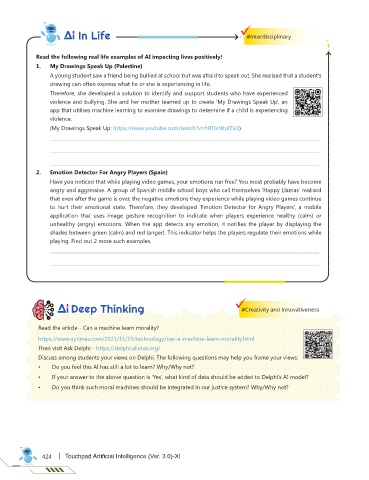 Ai In Life
#Interdisciplinary
Read the following real life examples of AI impacting lives positively!
1. My Drawings Speak Up (Palestine)
A young student saw a friend being bullied at school but was afraid to speak out. She realised that a student's
drawing can often express what he or she is experiencing in life.
Therefore, she developed a solution to identify and support students who have experienced
violence and bullying. She and her mother teamed up to create 'My Drawings Speak Up', an
app that utilises machine learning to examine drawings to determine if a child is experiencing
violence.
(My Drawings Speak Up: https://www.youtube.com/watch?v=
2. Emotion Detector For Angry Players (Spain)
Have you noticed that while playing video games, your emotions run free? You most probably have become
angry and aggressive. A group of Spanish middle school boys who call themselves 'Happy Llamas' realised
that even after the game is over, the negative emotions they experience while playing video games continue
to hurt their emotional state. Therefore, they developed 'Emotion Detector for Angry Players', a mobile
application that uses image gesture recognition to indicate when players experience healthy (calm) or
unhealthy (angry) emotions. When the app detects any emotion, it notifies the player by displaying the
shades between green (calm) and red (anger). This indicator helps the players regulate their emotions while
playing. Find out 2 more such examples.
Ai Deep Thinking
#Creativity and Innovativeness
Read the article - Can a machine learn morality?
https://www.nytimes.com/2021/11/19/technology/can-a-machine-learn-morality.html
Then visit Ask Delphi - https://delphi.allenai.org/
Discuss among students your views on Delphi. The following questions may help you frame your views:
• Do you feel this AI has still a lot to learn? Why/Why not?
• If your answer to the above question is 'Yes', what kind of data should be added to Delphi's AI model?
• Do you think such moral machines should be integrated in our justice system? Why/Why not?
424 | Touchpad Artificial Intelligence (Ver. 3.0)-XI